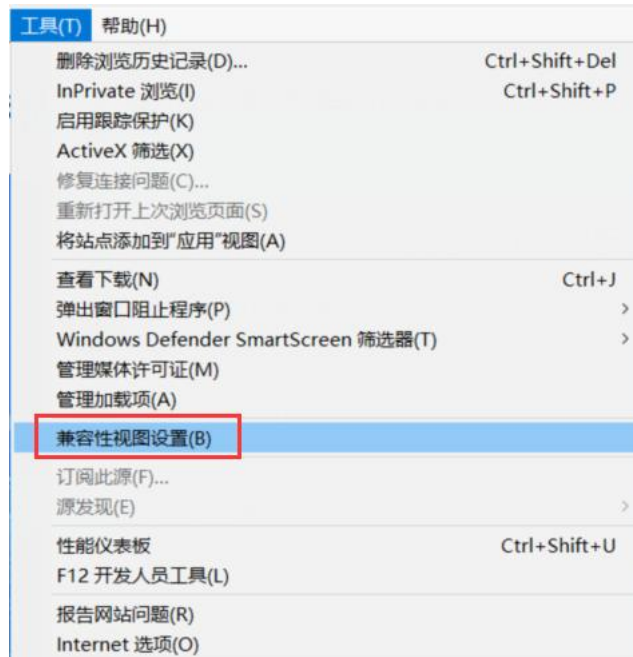 工具(T) 帮助(H)
删除浏览历史记录(D)... Ctrl+Shift+Del
InPrivate 浏览(I) Ctrl+Shift+P
启用跟踪保护(K)
ActiveX 筛选(X)
修复连接问题(C)...
重新打开上次浏览页面(S)
将站点添加到“应用”视图(A)
查看下载(N) Ctrl+J
弹出窗口阻止程序(P)
Windows Defender SmartScreen 筛选器(T)
管理媒体许可证(M)
管理加载项(A)
兼容性视图设置(B)
订阅此源(F)...
源发现(E)
性能仪表板 Ctrl+Shift+U
F12 开发人员工具(L)
报告网站问题(R)
Internet 选项(O)